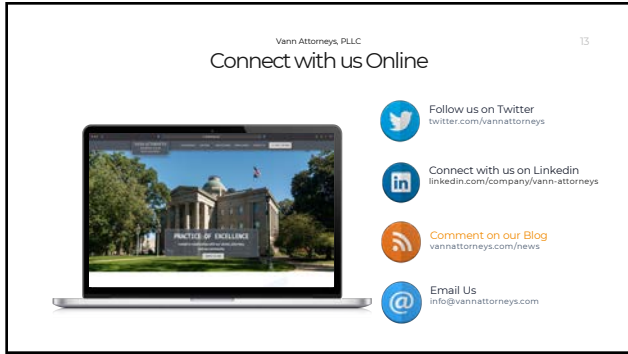 Vann Attorneys, PLLC
13
Connect with us Online
Follow us on Twitter
twitter.com/vannattorneys
Connect with us on Linkedin
linkedin.com/company/vann-attorneys
PRACTICE OF EXCELLENCE
Comment on our Blog
vannattorneys.com/news
Email Us
info@vannattorneys.com